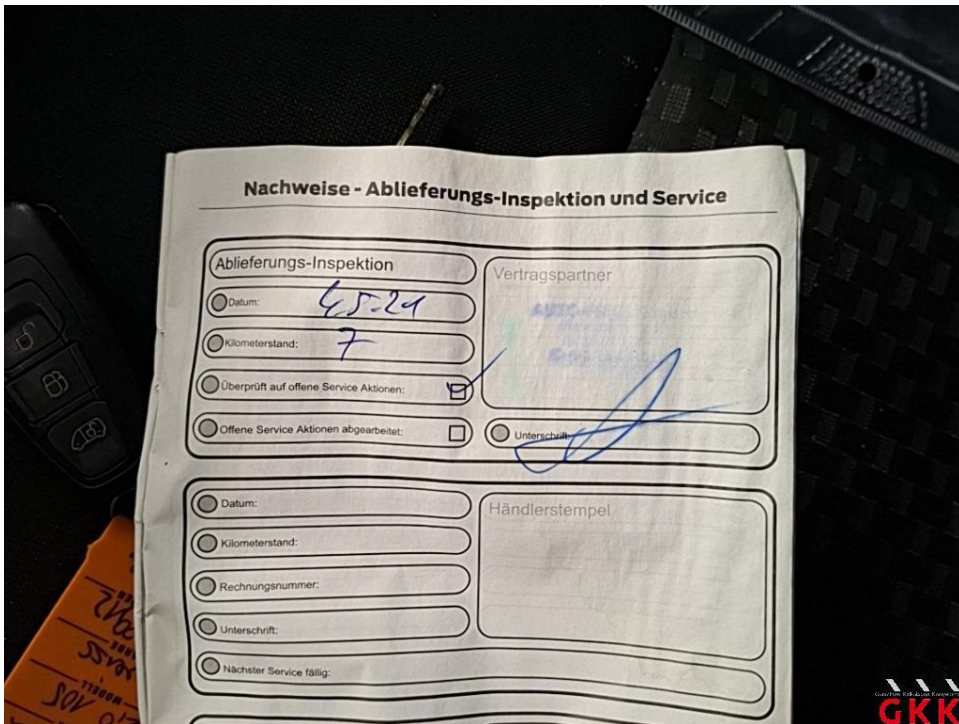 Nachweise - Ablieferungs-Inspektion und Service
Ablieferungs-Inspektion
Datum:
Kilometerstand: 7
Überprüft auf offene Service Aktionen:
Offene Service Aktionen abgearbeitet:
Vertragspartner
Unterschrift:
Datum:
Kilometerstand:
Rechnungsnummer:
Unterschrift:
Nächster Service fällig:
Händlerstempel
MODELL
GKK